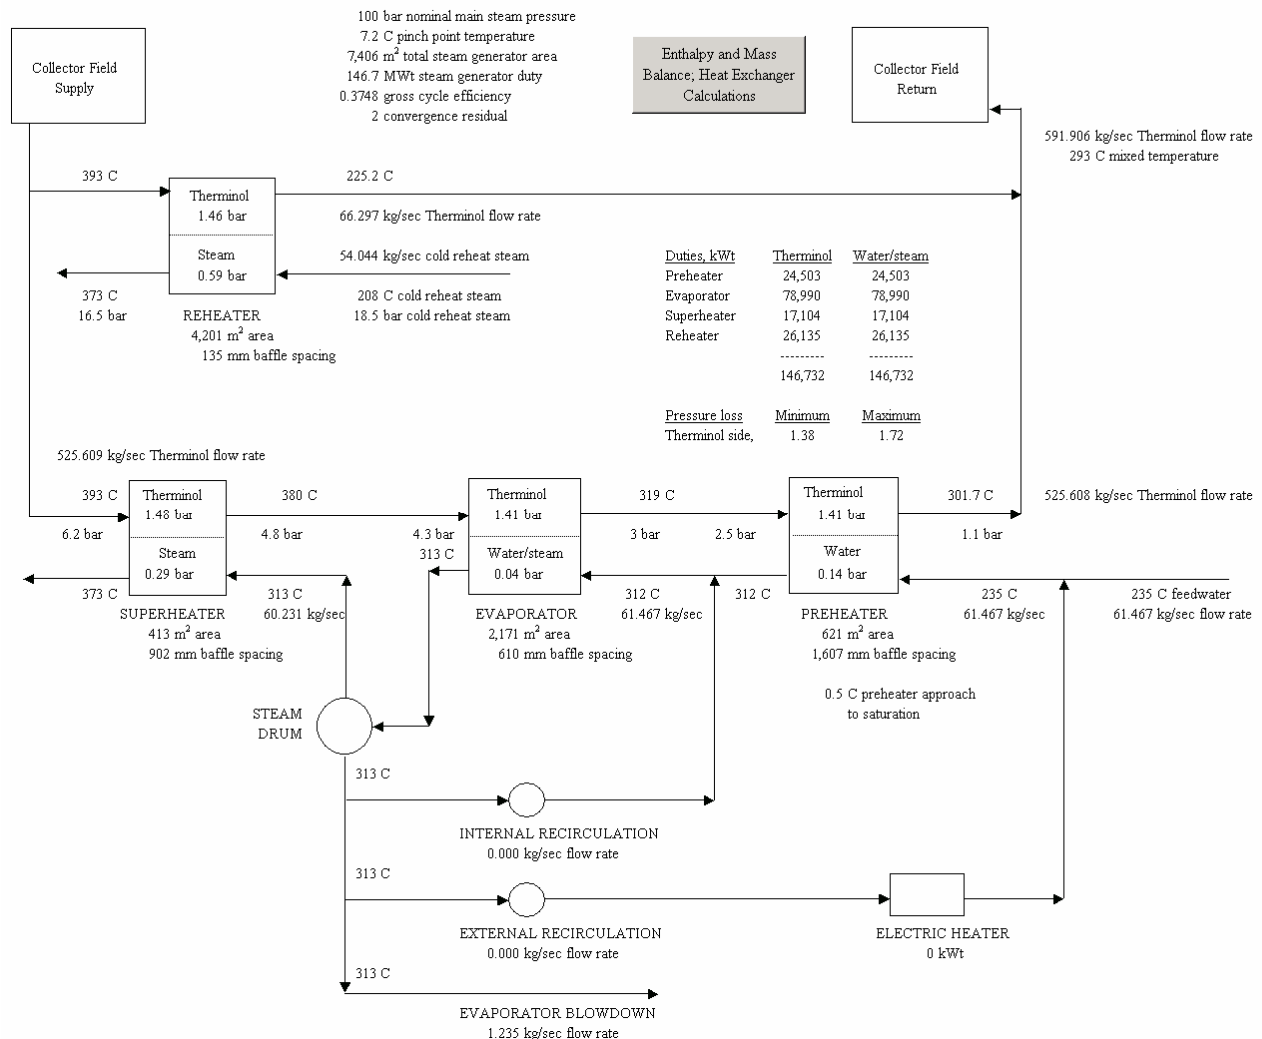 100 bar nominal main steam pressure
7.2 C pinch point temperature
7,406 m² total steam generator area
146.7 MWt steam generator duty
0.3748 gross cycle efficiency
2 convergence residual
Collector Field
Supply
Enthalpy and Mass
Balance; Heat Exchanger
Calculations
Collector Field
Return
591.906 kg/sec Therminol flow rate
293 C mixed temperature
393 C
225.2 C
Therminol
1.46 bar
66.297 kg/sec Therminol flow rate
Steam
0.59 bar
54.044 kg/sec cold reheat steam
373 C
16.5 bar
208 C cold reheat steam
18.5 bar cold reheat steam
REHEATER
4,201 m² area
135 mm baffle spacing
Duties, kWt Therminol Water/steam
Preheater 24,503 24,503
Evaporator 78,990 78,990
Superheater 17,104 17,104
Reheater 26,135 26,135
--------- ---------
146,732 146,732
Pressure loss Minimum Maximum
Therminol side, 1.38 1.72
525.609 kg/sec Therminol flow rate
393 C
6.2 bar
Therminol
1.48 bar
Steam
0.29 bar
380 C
4.8 bar
4.3 bar
313 C
Therminol
1.41 bar
Water/steam
0.04 bar
319 C
3 bar
2.5 bar
Therminol
1.41 bar
Water
0.14 bar
301.7 C
1.1 bar
525.608 kg/sec Therminol flow rate
373 C
313 C
60.231 kg/sec
312 C
61.467 kg/sec
312 C
235 C
61.467 kg/sec
235 C feedwater
61.467 kg/sec flow rate
SUPERHEATER
413 m² area
902 mm baffle spacing
EVAPORATOR
2,171 m² area
610 mm baffle spacing
PREHEATER
621 m² area
1,607 mm baffle spacing
0.5 C preheater approach
to saturation
STEAM
DRUM
313 C
INTERNAL RECIRCULATION
0.000 kg/sec flow rate
313 C
EXTERNAL RECIRCULATION
0.000 kg/sec flow rate
ELECTRIC HEATER
0 kWt
313 C
EVAPORATOR BLOWDOWN
1.235 kg/sec flow rate